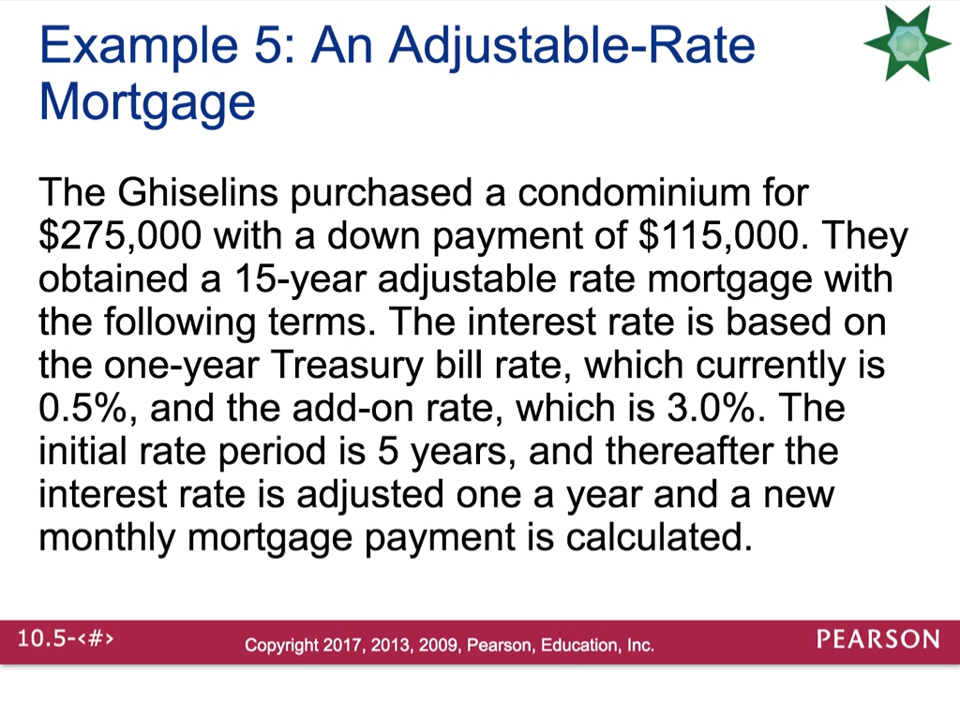 Example 5: An Adjustable-Rate
Mortgage
The Ghiselins purchased a condominium for
$275,000 with a down payment of $115,000. They
obtained a 15-year adjustable rate mortgage with
the following terms. The interest rate is based on
the one-year Treasury bill rate, which currently is
0.5%, and the add-on rate, which is 3.0%. The
initial rate period is 5 years, and thereafter the
interest rate is adjusted one a year and a new
monthly mortgage payment is calculated.
10.5-‹#›
Copyright 2017, 2013, 2009, Pearson, Education, Inc.
PEARSON